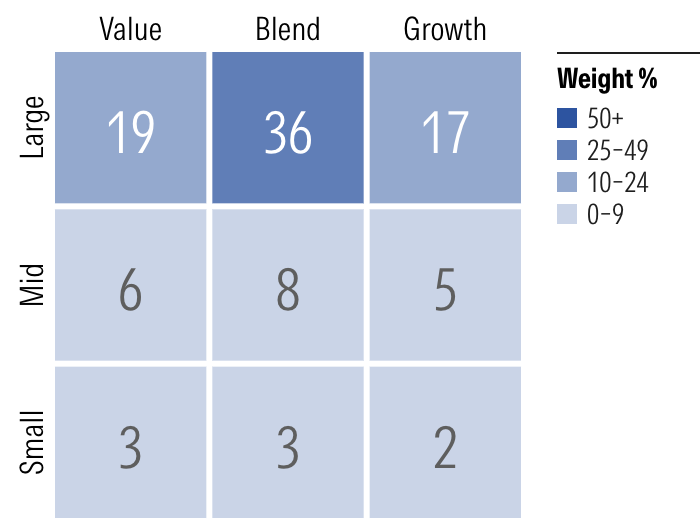 Value Blend Growth
Large 19 36 17
Mid 6 8 5
Small 3 3 2
Weight %
50+
25–49
10–24
0–9